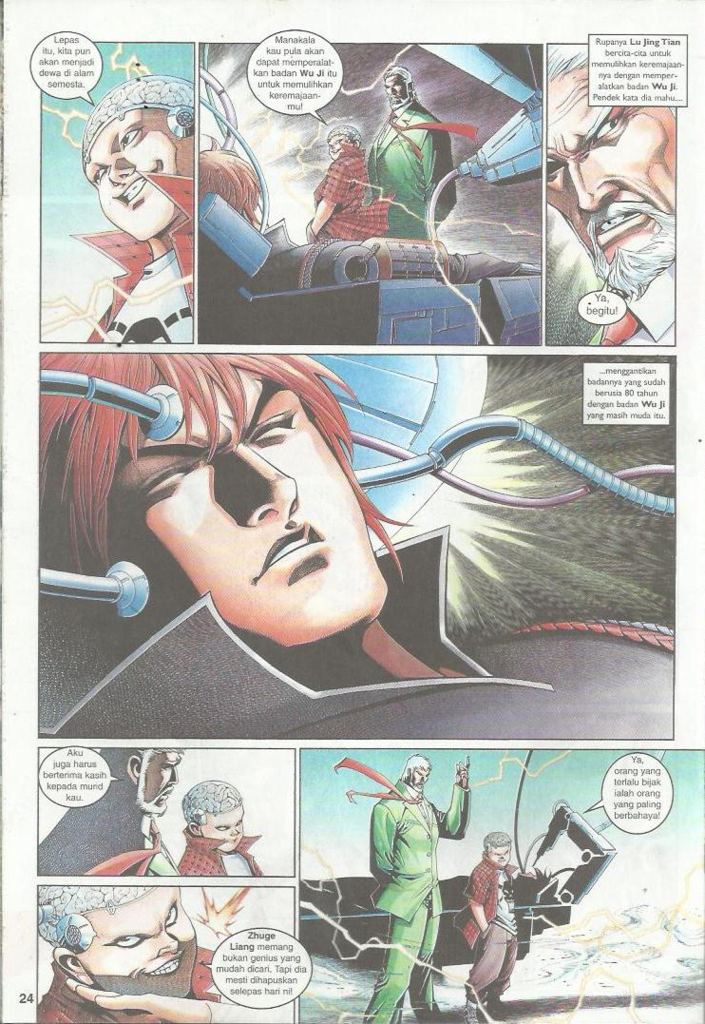 Lepas
itu, kita pun
akan menjadi
dewa di alam
semesta.
Manakala
kau pula akan
dapat memperalat-
kan badan Wu Ji itu
untuk memulihkan
keremajaan-
mu!
Rupanya Lu Jing Tian
bercita-cita untuk
memulihkan keremajaan-
nya dengan memper-
alatkan badan Wu Ji.
Pendek kata dia mahu....
Ya,
begitu!
...menggantikan
badannya yang sudah
berusia 80 tahun
dengan badan Wu Ji
yang masih muda itu.
Aku
juga harus
berterima kasih
kepada murid
kau.
Ya,
orang yang
terlalu bijak
ialah orang
yang paling
berbahaya!
Zhuge
Liang memang
bukan genius yang
mudah dicari. Tapi dia
mesti dihapuskan
selepas hari ni!
24